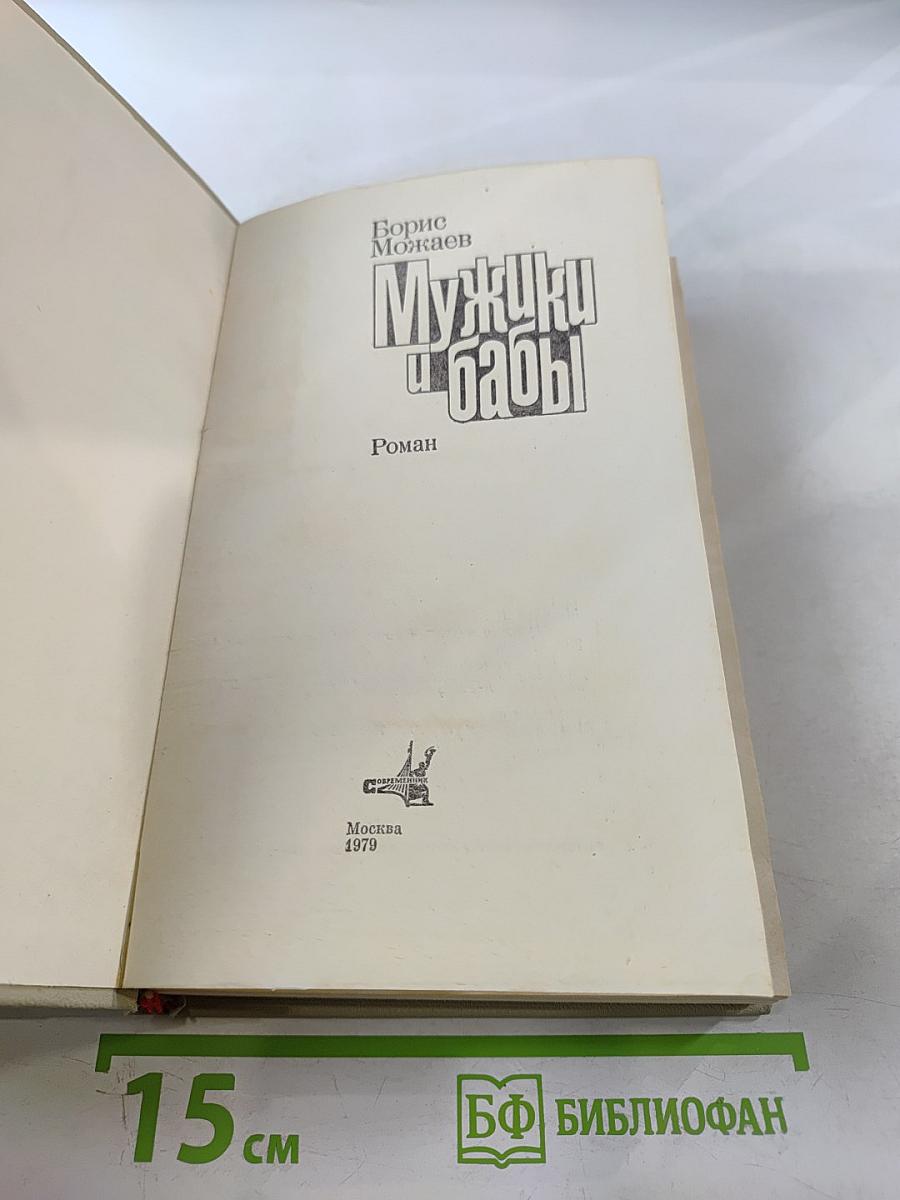 Борис
Можаев
Мужики
и бабы
Роман
СОВРЕМЕННИК
Москва
1979
15 см
БФ БИБЛИОФАН